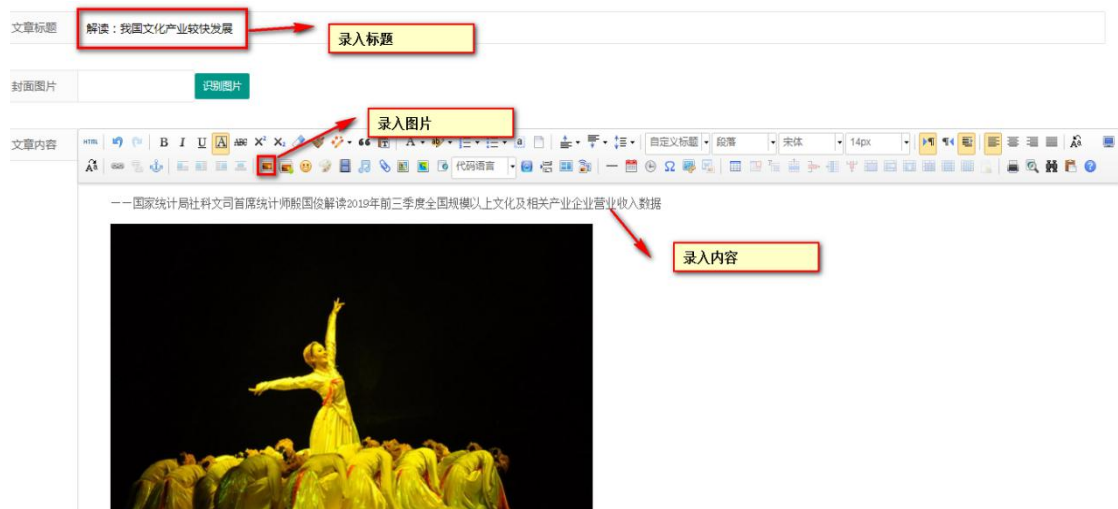 文章标题 解读：我国文化产业较快发展
录入标题
封面图片 识别图片
录入图片
文章内容 HTML B I U A ABC X² X₂ 66 T A a 自定义标题 段落 宋体 14px
代码语言 Ω
——国家统计局社科文司首席统计师殷国俊解读2019年前三季度全国规模以上文化及相关产业企业营业收入数据
录入内容